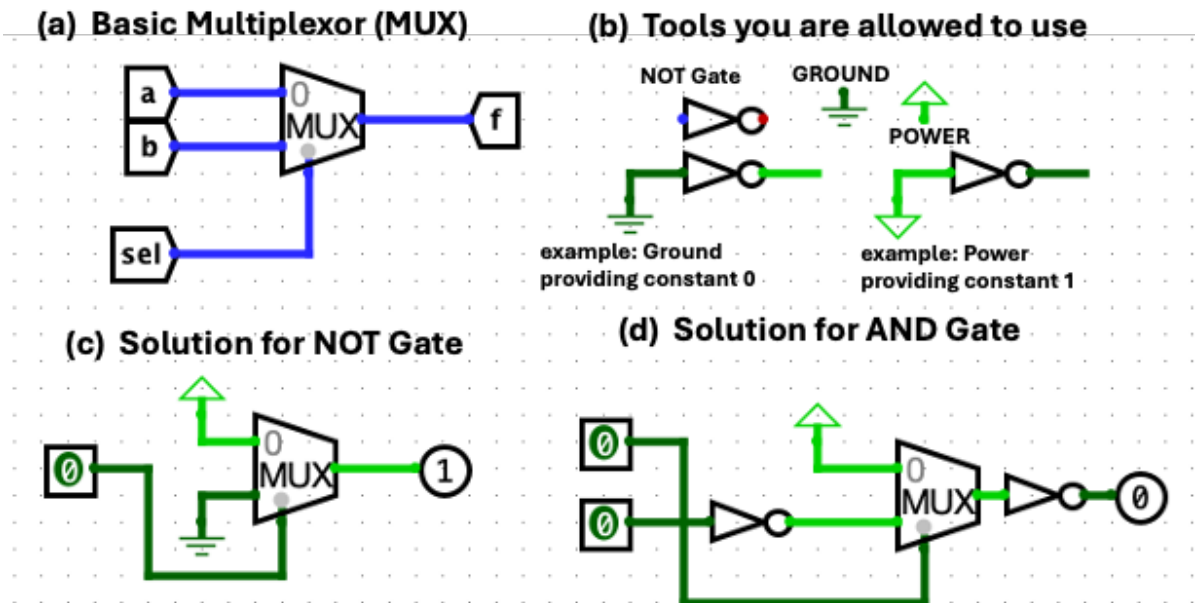 (a) Basic Multiplexor (MUX)
(b) Tools you are allowed to use
a
b
0
MUX
f
sel
NOT Gate
GROUND
POWER
example: Ground
providing constant 0
example: Power
providing constant 1
(c) Solution for NOT Gate
(d) Solution for AND Gate
0
0
MUX
1
0
0
0
MUX
0